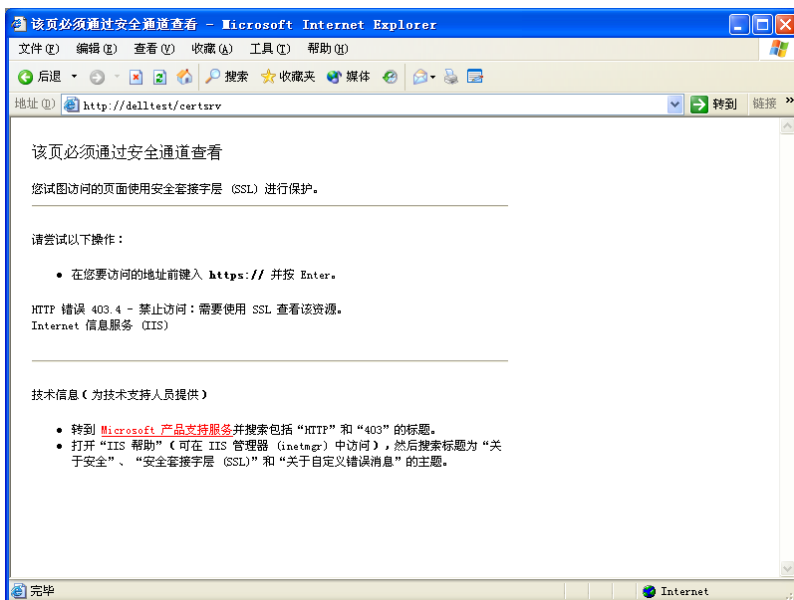 该页必须通过安全通道查看 - Microsoft Internet Explorer
文件(F) 编辑(E) 查看(V) 收藏(A) 工具(T) 帮助(H)
后退 搜索 收藏夹 媒体
地址(D) http://delltest/certsrv 转到 链接 »
该页必须通过安全通道查看
您试图访问的页面使用安全套接字层 (SSL) 进行保护。
请尝试以下操作：
• 在您要访问的地址前键入 https:// 并按 Enter。
HTTP 错误 403.4 - 禁止访问：需要使用 SSL 查看该资源。
Internet 信息服务 (IIS)
技术信息（为技术支持人员提供）
• 转到 Microsoft 产品支持服务并搜索包括“HTTP”和“403”的标题。
• 打开“IIS 帮助”（可在 IIS 管理器 (inetmgr) 中访问），然后搜索标题为“关
于安全”、“安全套接字层 (SSL)”和“关于自定义错误消息”的主题。
完毕 Internet